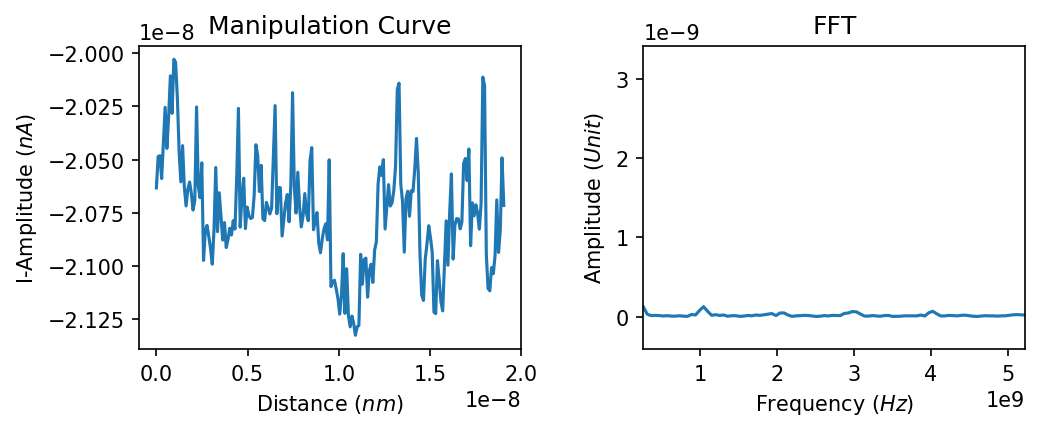 Manipulation Curve
1e−8
−2.000
−2.025
−2.050
−2.075
−2.100
−2.125
I-Amplitude (nA)
0.0 0.5 1.0 1.5 2.0
Distance (nm)
1e−8
FFT
1e−9
3
2
1
0
Amplitude (Unit)
1 2 3 4 5
Frequency (Hz)
1e9